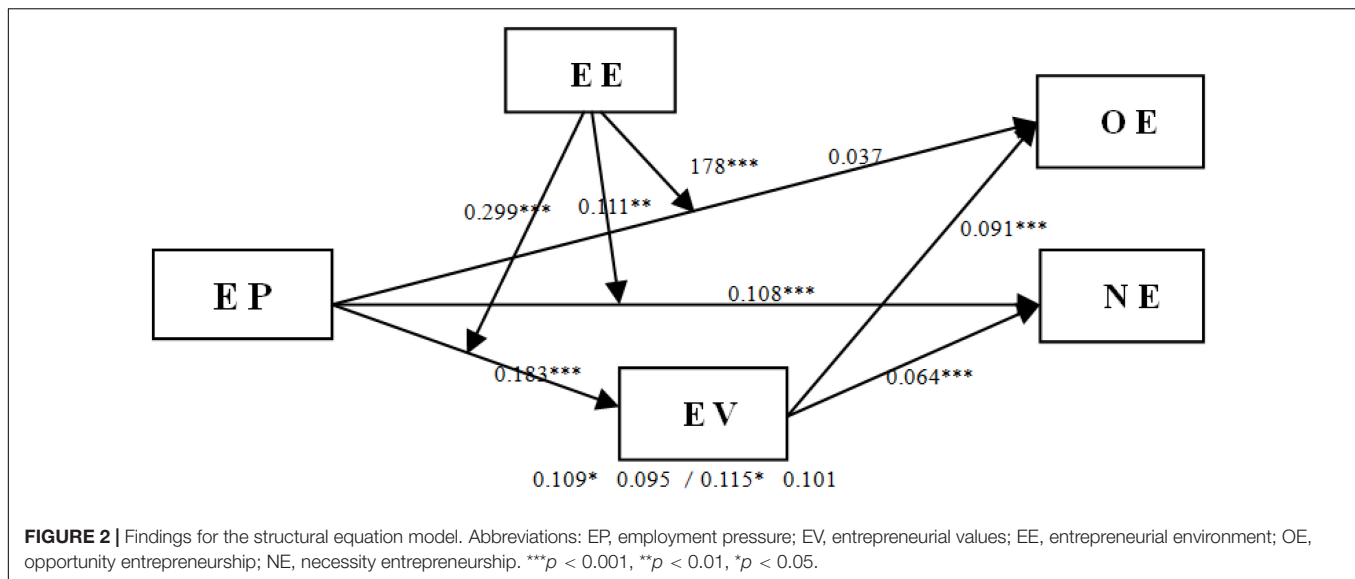 E E
O E
178***
0.037
0.299***
0.111**
0.091***
E P
N E
0.108***
0.183***
0.064***
E V
0.109* 0.095 / 0.115* 0.101
FIGURE 2 | Findings for the structural equation model. Abbreviations: EP, employment pressure; EV, entrepreneurial values; EE, entrepreneurial environment; OE,
opportunity entrepreneurship; NE, necessity entrepreneurship. ***p < 0.001, **p < 0.01, *p < 0.05.